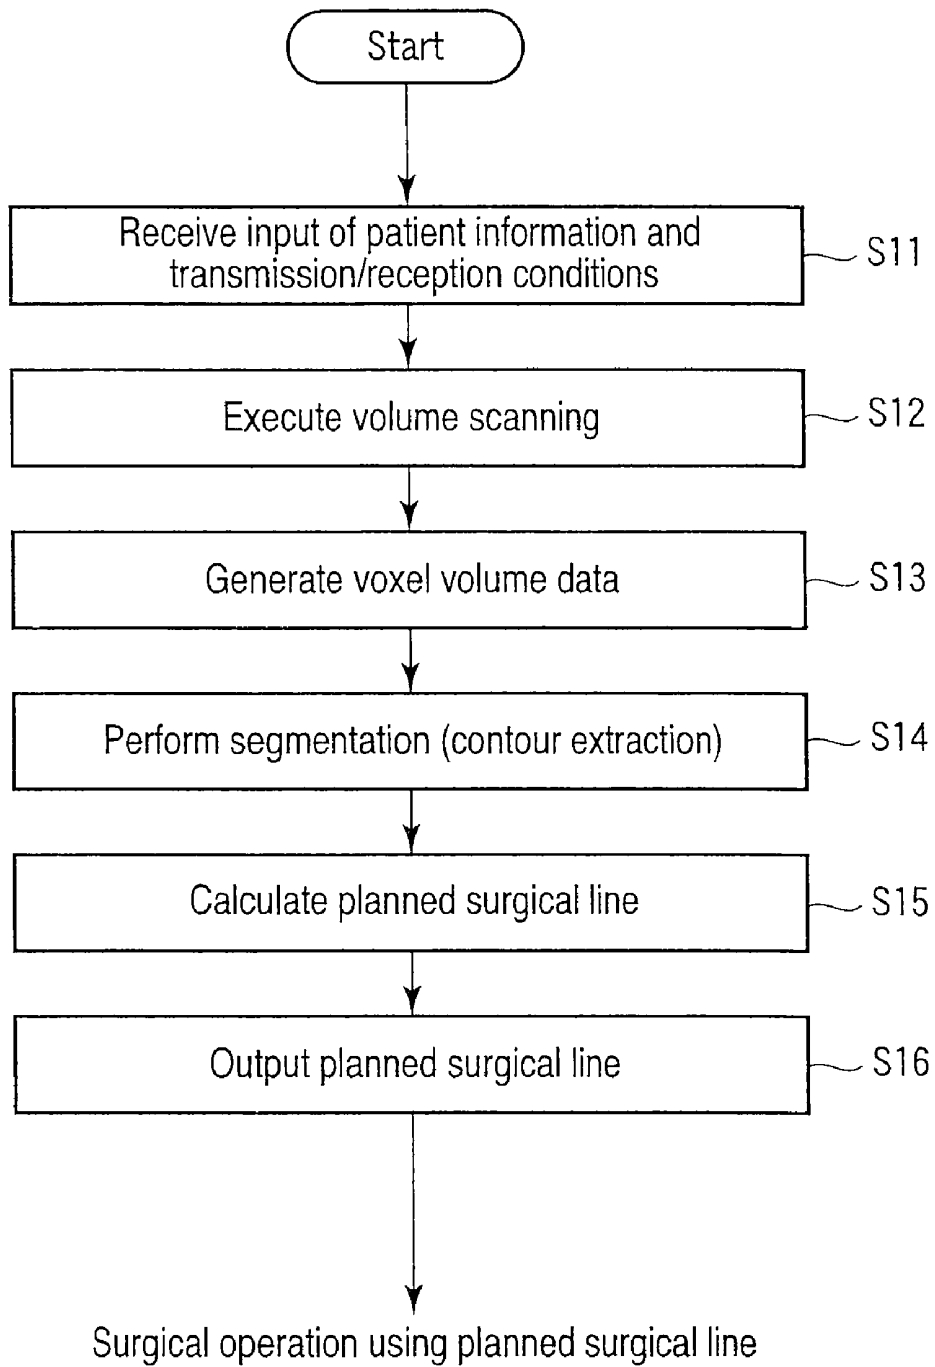 Start
Receive input of patient information and
transmission/reception conditions
S11
Execute volume scanning
S12
Generate voxel volume data
S13
Perform segmentation (contour extraction)
S14
Calculate planned surgical line
S15
Output planned surgical line
S16
Surgical operation using planned surgical line